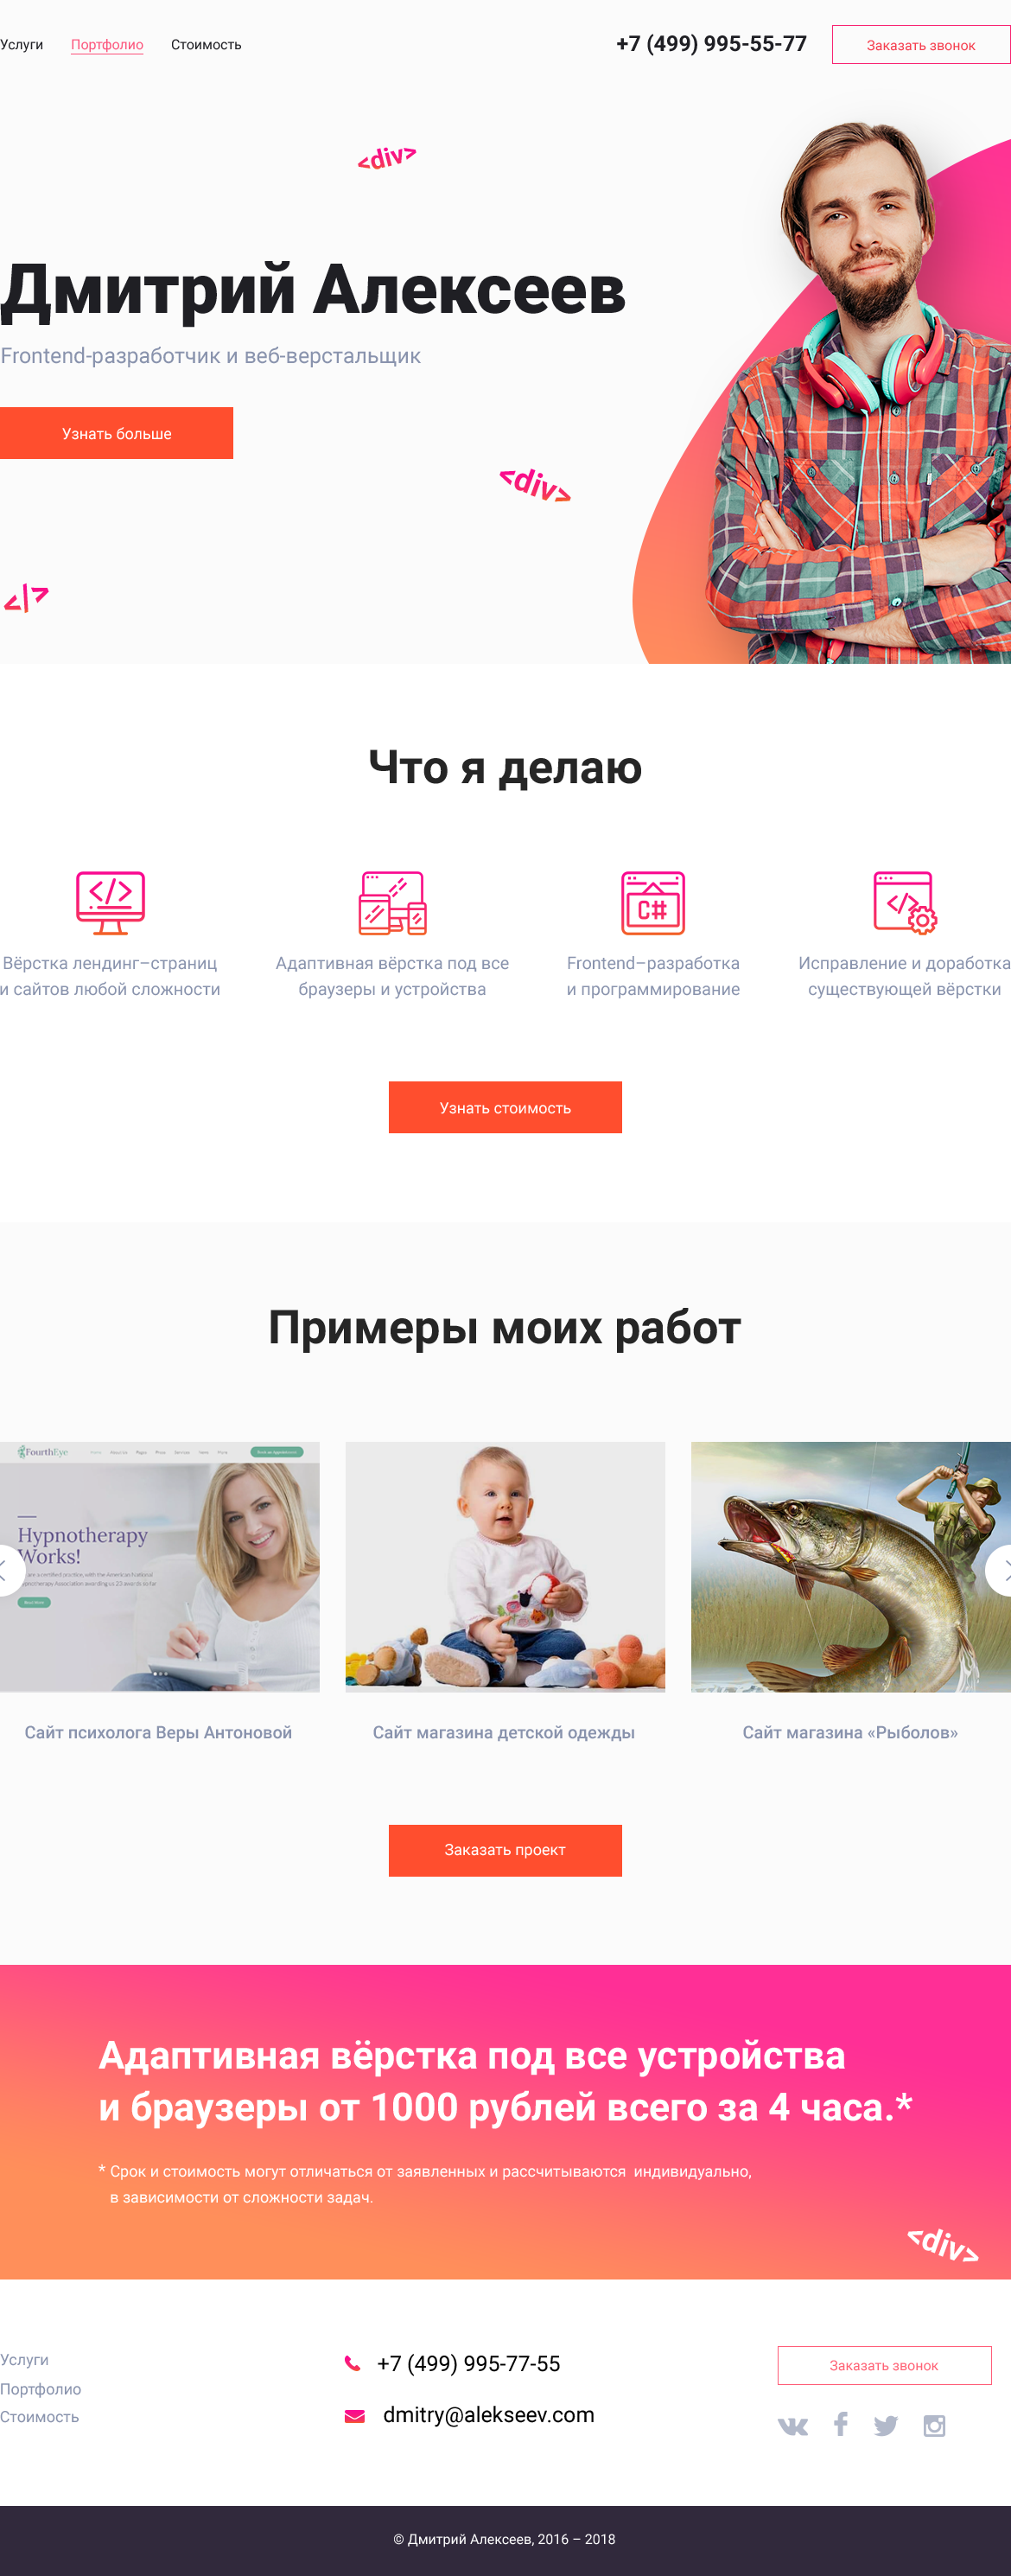 Услуги Портфолио Стоимость +7 (499) 995-55-77 Заказать звонок
<div>
Дмитрий Алексеев
Frontend-разработчик и веб-верстальщик
Узнать больше
<div>
</>
Что я делаю
</>
C#
</>
Вёрстка лендинг–страниц
и сайтов любой сложности
Адаптивная вёрстка под все
браузеры и устройства
Frontend–разработка
и программирование
Исправление и доработка
существующей вёрстки
Узнать стоимость
Примеры моих работ
FourthEye
Hypnotherapy
Works!
Сайт психолога Веры Антоновой
Сайт магазина детской одежды
Сайт магазина «Рыболов»
Заказать проект
Адаптивная вёрстка под все устройства
и браузеры от 1000 рублей всего за 4 часа.*
* Срок и стоимость могут отличаться от заявленных и рассчитываются индивидуально,
в зависимости от сложности задач.
<div>
Услуги
Портфолио
Стоимость
+7 (499) 995-77-55
dmitry@alekseev.com
Заказать звонок
© Дмитрий Алексеев, 2016 – 2018